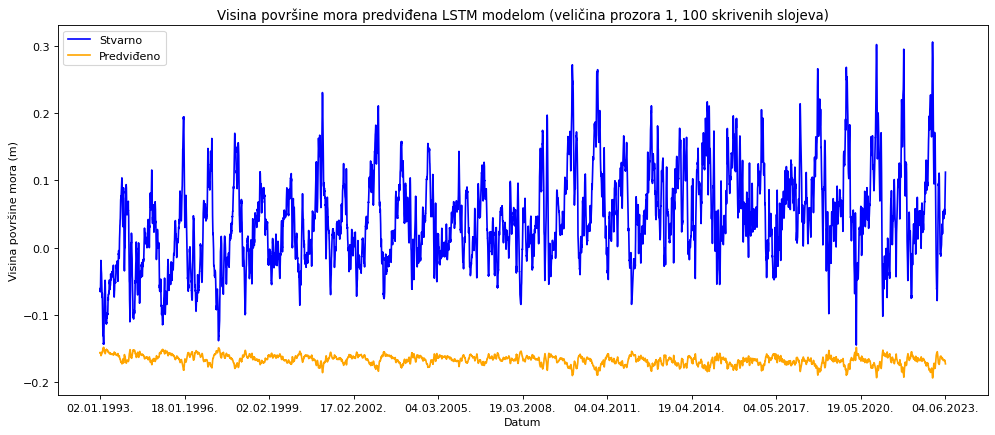 Visina površine mora predviđena LSTM modelom (veličina prozora 1, 100 skrivenih slojeva)
Stvarno
Predviđeno
Visina površine mora (m)
0.3
0.2
0.1
0.0
−0.1
−0.2
02.01.1993. 18.01.1996. 02.02.1999. 17.02.2002. 04.03.2005. 19.03.2008. 04.04.2011. 19.04.2014. 04.05.2017. 19.05.2020. 04.06.2023.
Datum